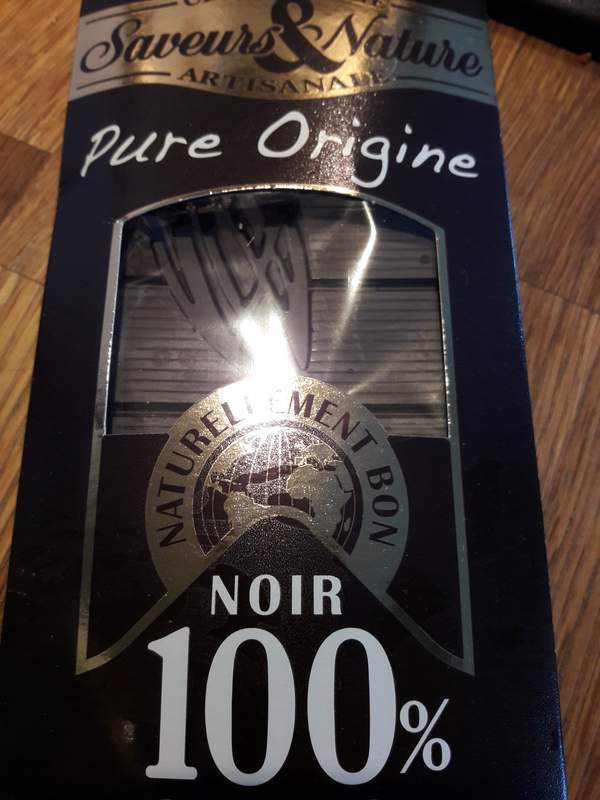 Saveurs & Nature
ARTISANALE
Pure Origine
NATURELLEMENT BON
NOIR
100%